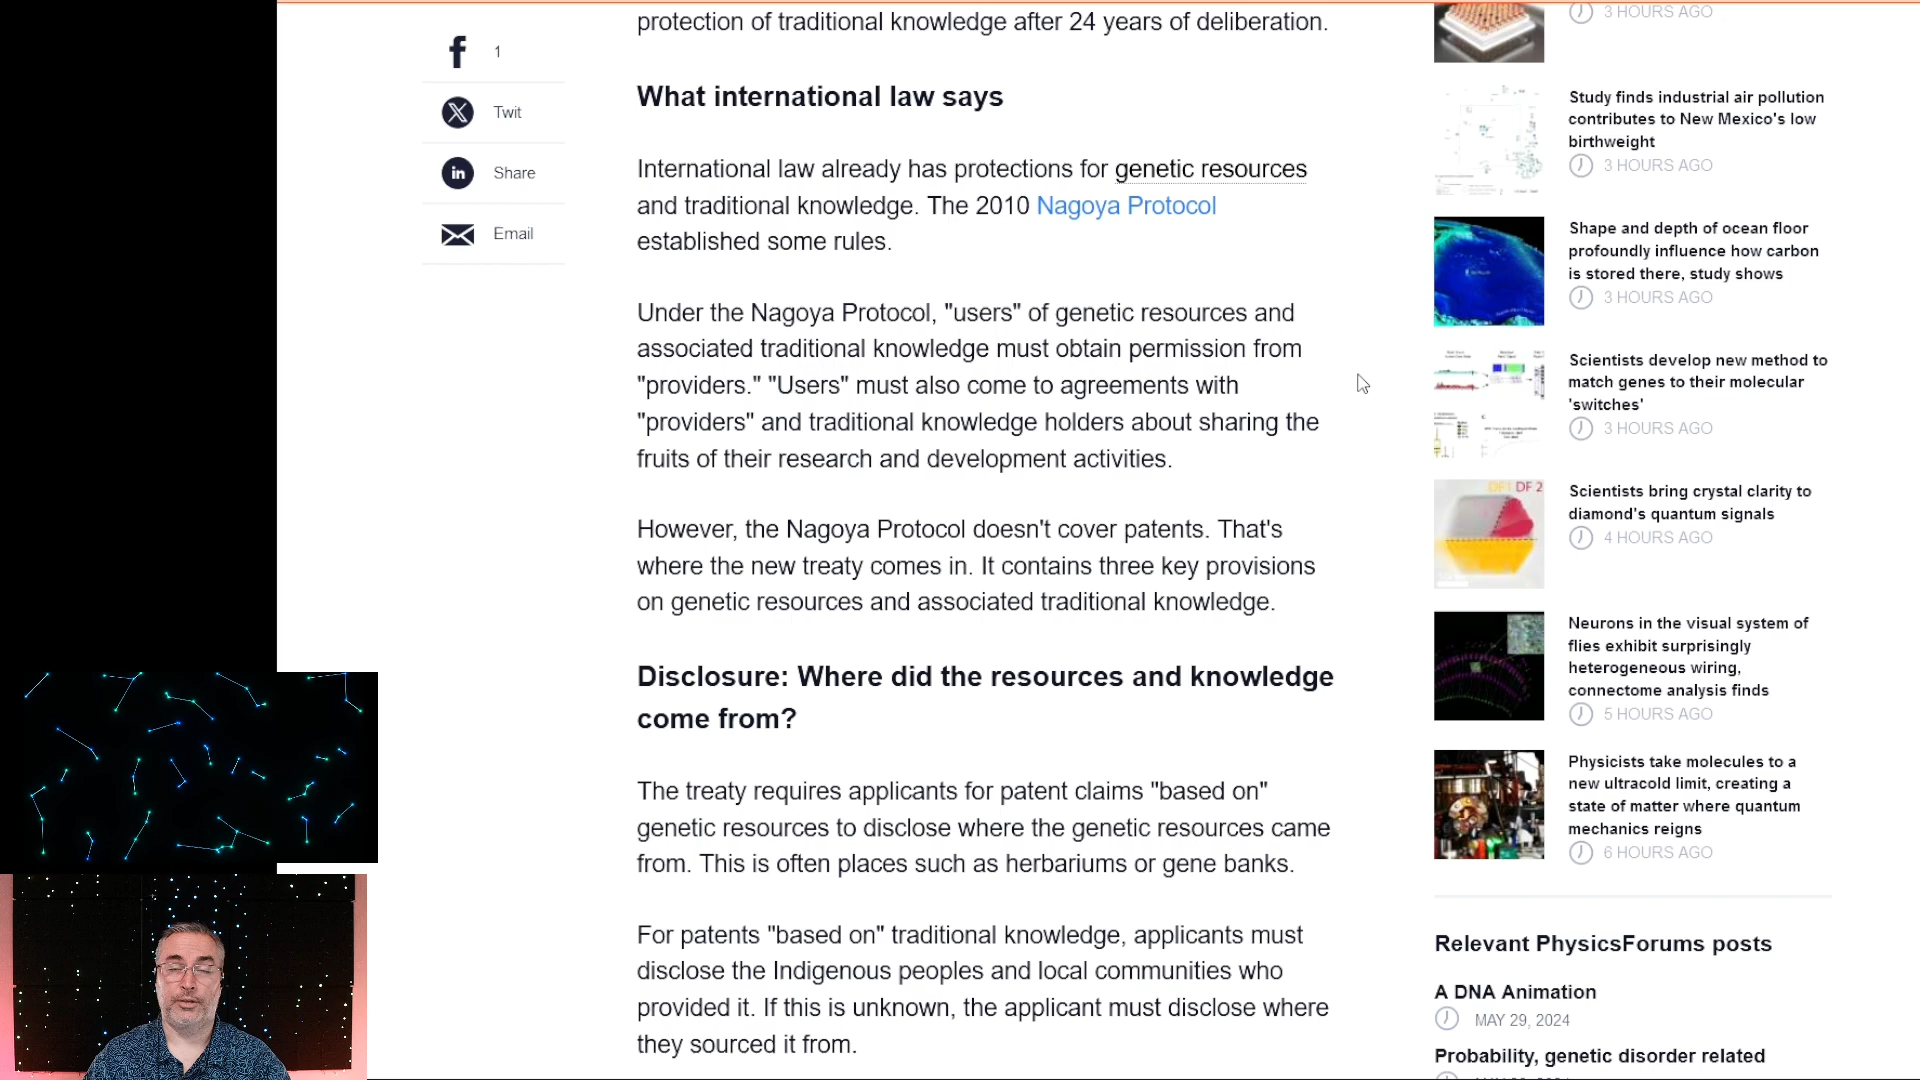 protection of traditional knowledge after 24 years of deliberation.
What international law says
International law already has protections for genetic resources
and traditional knowledge. The 2010 Nagoya Protocol
established some rules.
Under the Nagoya Protocol, "users" of genetic resources and
associated traditional knowledge must obtain permission from
"providers." "Users" must also come to agreements with
"providers" and traditional knowledge holders about sharing the
fruits of their research and development activities.
However, the Nagoya Protocol doesn't cover patents. That's
where the new treaty comes in. It contains three key provisions
on genetic resources and associated traditional knowledge.
Disclosure: Where did the resources and knowledge
come from?
The treaty requires applicants for patent claims "based on"
genetic resources to disclose where the genetic resources came
from. This is often places such as herbariums or gene banks.
For patents "based on" traditional knowledge, applicants must
disclose the Indigenous peoples and local communities who
provided it. If this is unknown, the applicant must disclose where
they sourced it from.
1
Twit
Share
Email
3 HOURS AGO
Study finds industrial air pollution
contributes to New Mexico's low
birthweight
3 HOURS AGO
Shape and depth of ocean floor
profoundly influence how carbon
is stored there, study shows
3 HOURS AGO
Scientists develop new method to
match genes to their molecular
'switches'
3 HOURS AGO
DF 2
Scientists bring crystal clarity to
diamond's quantum signals
4 HOURS AGO
Neurons in the visual system of
flies exhibit surprisingly
heterogeneous wiring,
connectome analysis finds
5 HOURS AGO
Physicists take molecules to a
new ultracold limit, creating a
state of matter where quantum
mechanics reigns
6 HOURS AGO
Relevant PhysicsForums posts
A DNA Animation
MAY 29, 2024
Probability, genetic disorder related